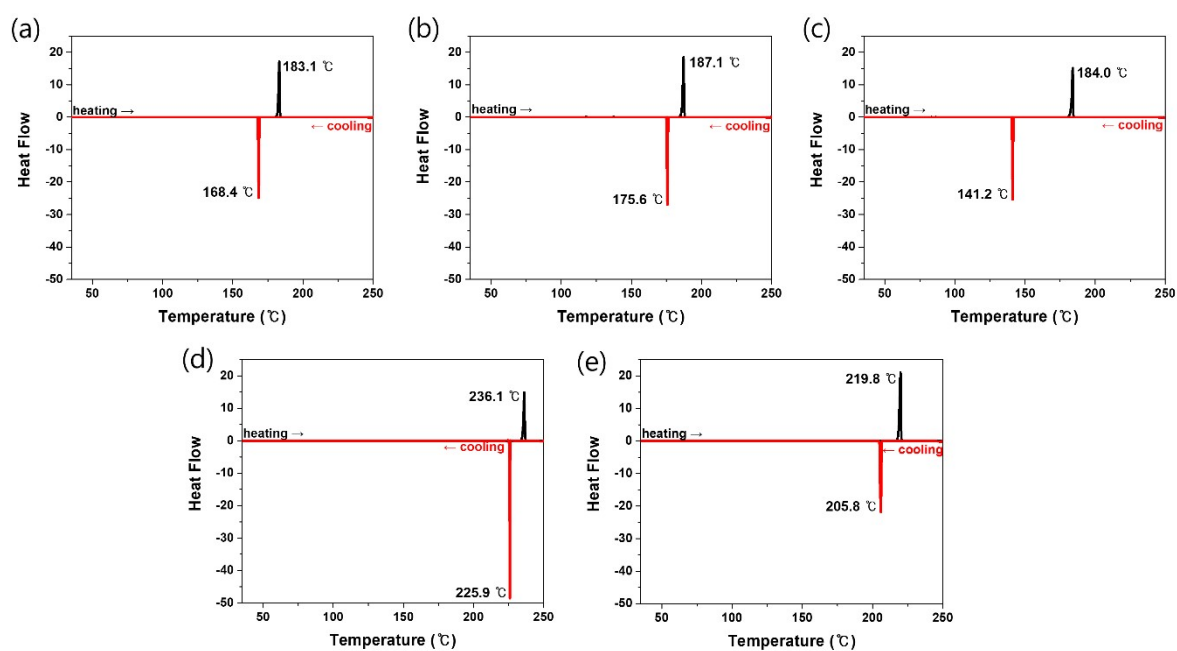 (a)
20
10
0
-10
-20
-30
-40
-50
Heat Flow
183.1 ℃
heating →
← cooling
168.4 ℃
50 100 150 200 250
Temperature (℃)
(b)
20
10
0
-10
-20
-30
-40
-50
Heat Flow
187.1 ℃
heating →
← cooling
175.6 ℃
50 100 150 200 250
Temperature (℃)
(c)
20
10
0
-10
-20
-30
-40
-50
Heat Flow
184.0 ℃
heating →
← cooling
141.2 ℃
50 100 150 200 250
Temperature (℃)
(d)
20
10
0
-10
-20
-30
-40
-50
Heat Flow
236.1 ℃
heating →
← cooling
225.9 ℃
50 100 150 200 250
Temperature (℃)
(e)
20
10
0
-10
-20
-30
-40
-50
Heat Flow
219.8 ℃
heating →
← cooling
205.8 ℃
50 100 150 200 250
Temperature (℃)